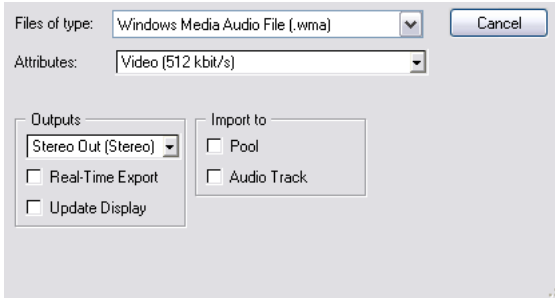 Files of type: Windows Media Audio File (.wma) Cancel
Attributes: Video (512 kbit/s)
Outputs Import to
Stereo Out (Stereo) Pool
Real-Time Export Audio Track
Update Display